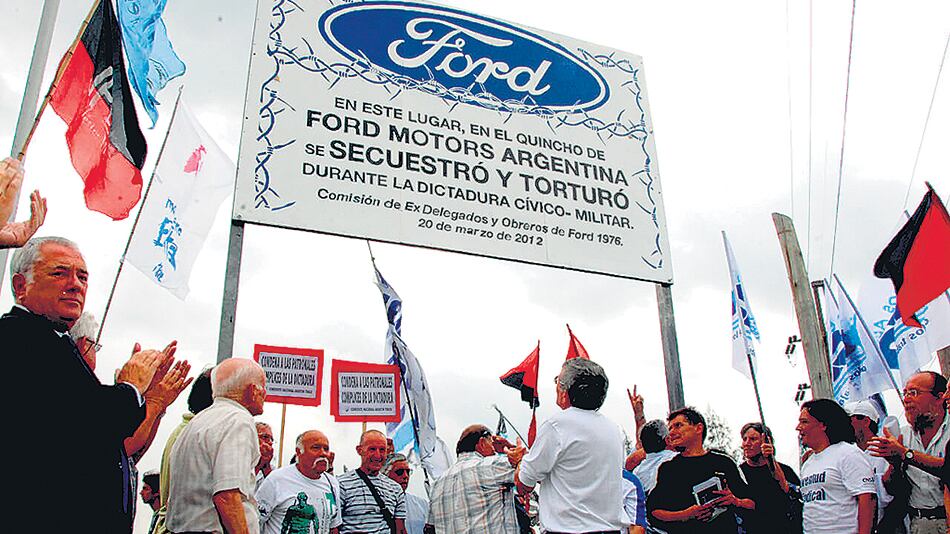 Ford
EN ESTE LUGAR, EN EL QUINCHO DE
FORD MOTORS ARGENTINA
se SECUESTRÓ Y TORTURÓ
DURANTE LA DICTADURA CÍVICO-MILITAR.
Comisión de Ex Delegados y Obreros de Ford 1976.
20 de marzo de 2012
CONDENA A LAS PATRONALES
COMPLICES DE LA DICTADURA
CONDENA A LAS PATRONALES
COMPLICES DE LA DICTADURA